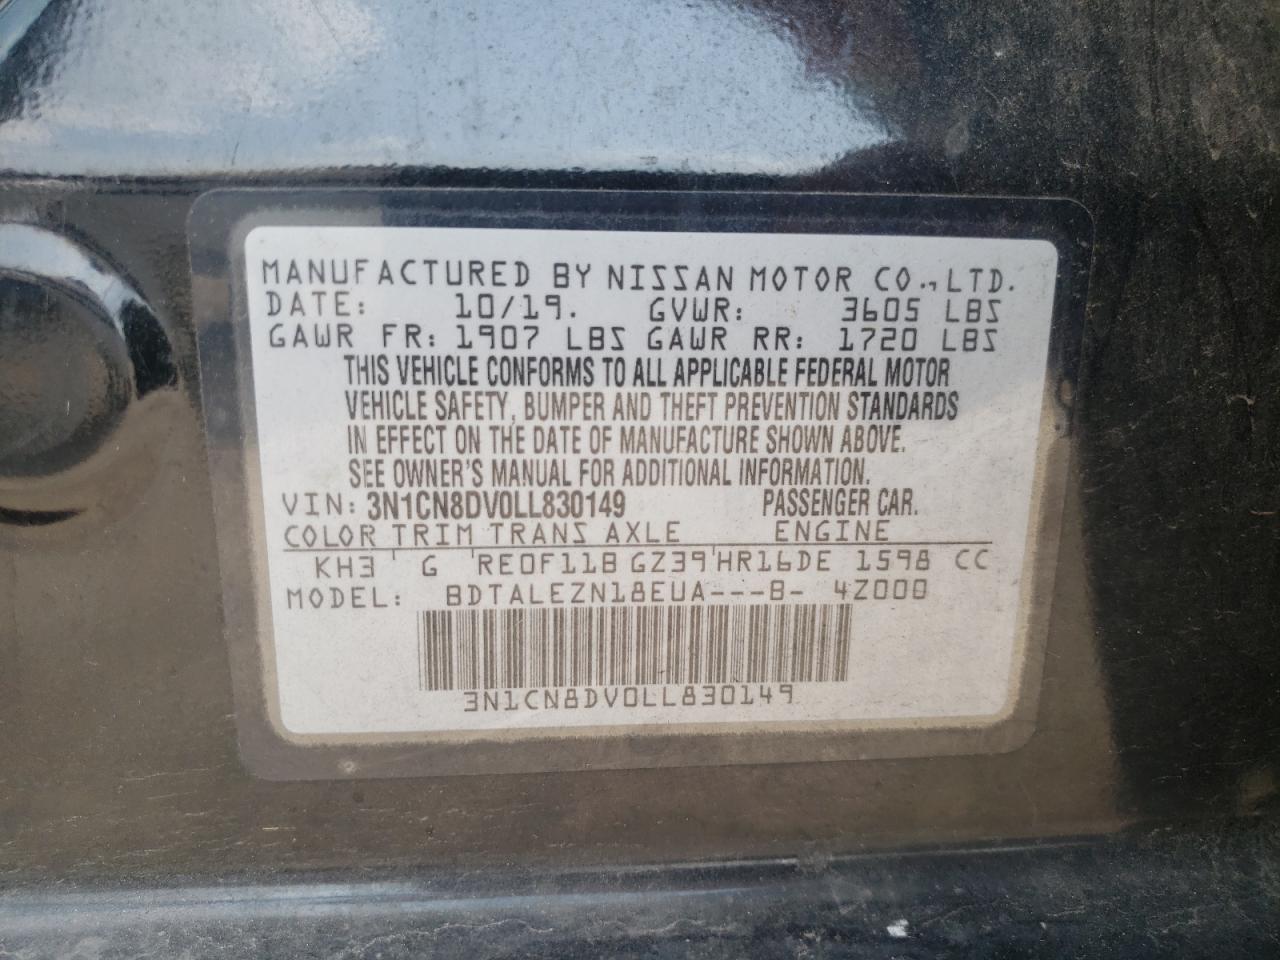 MANUFACTURED BY NISSAN MOTOR CO., LTD.
DATE: 10/19. GVWR: 3605 LBS
GAWR FR: 1907 LBS GAWR RR: 1720 LBS
THIS VEHICLE CONFORMS TO ALL APPLICABLE FEDERAL MOTOR
VEHICLE SAFETY, BUMPER AND THEFT PREVENTION STANDARDS
IN EFFECT ON THE DATE OF MANUFACTURE SHOWN ABOVE.
SEE OWNER'S MANUAL FOR ADDITIONAL INFORMATION.
VIN: 3N1CN8DV0LL830149 PASSENGER CAR.
COLOR TRIM TRANS AXLE ENGINE
KH3 G RE0F11B GZ39 HR16DE 1598 CC
MODEL: BDTALEZN18EUA---B- 4Z000
3N1CN8DV0LL830149